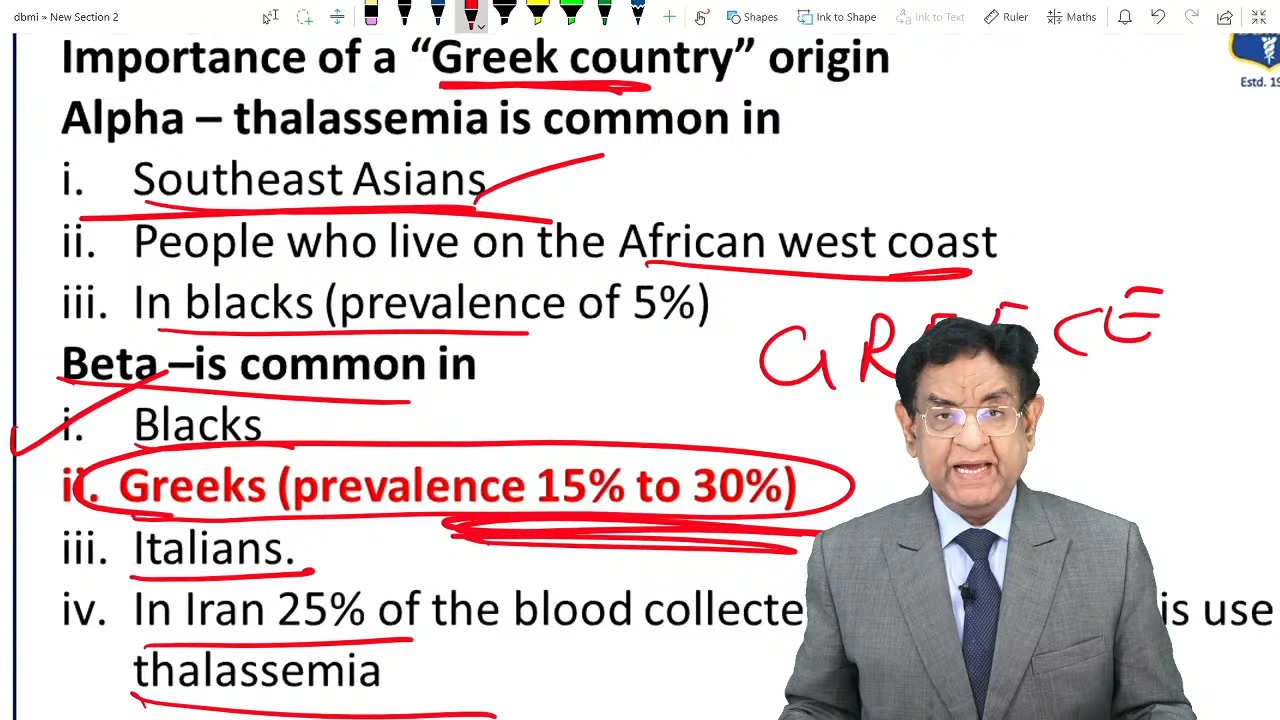 dbmi – New Section 2
Shapes
Ink to Shape
Ink to Text
Ruler
Maths
Importance of a “Greek country” origin
Estd. 19
Alpha – thalassemia is common in
i. Southeast Asians
ii. People who live on the African west coast
iii. In blacks (prevalence of 5%)
GREECE
Beta –is common in
i. Blacks
ii. Greeks (prevalence 15% to 30%)
iii. Italians.
iv. In Iran 25% of the blood collecte is use
thalassemia